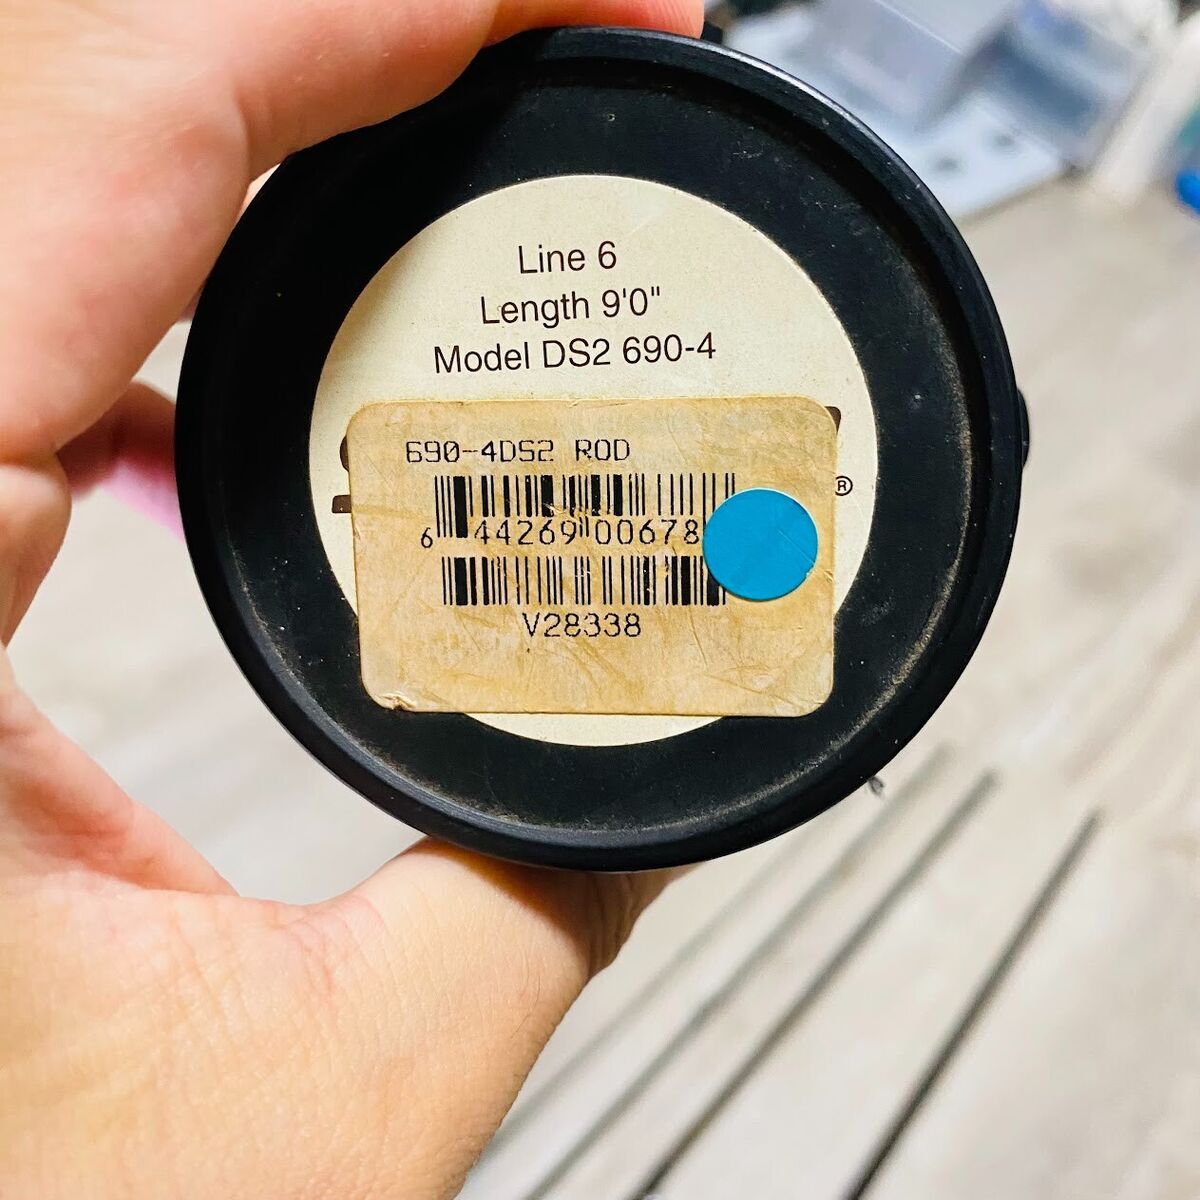 Line 6
Length 9'0"
Model DS2 690-4
690-4DS2 ROD
®
6 44269 00678
V28338